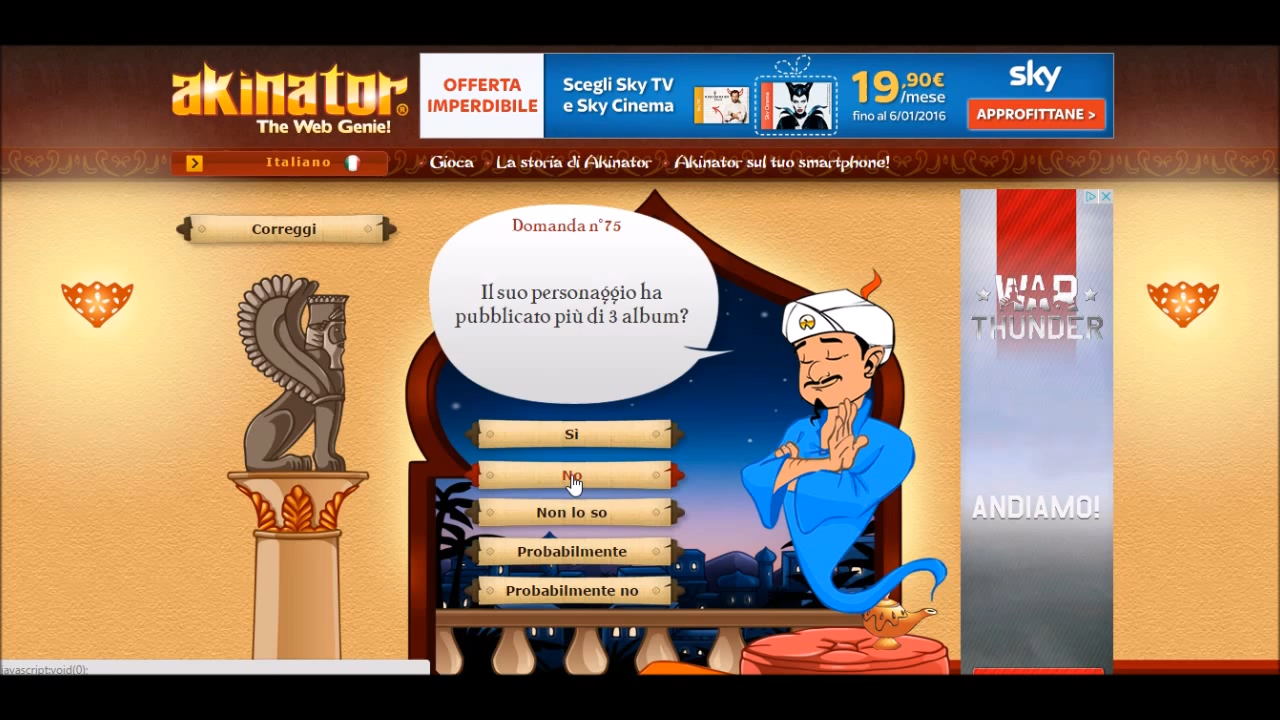 akinator®
The Web Genie!
OFFERTA
IMPERDIBILE
Scegli Sky TV
e Sky Cinema
19,90€
/mese
fino al 6/01/2016
sky
APPROFITTANE >
Italiano
Gioca · La storia di Akinator · Akinator sul tuo smartphone!
Correggi
Domanda n°75
Il suo personaggio ha
pubblicato più di 3 album?
Sì
No
Non lo so
Probabilmente
Probabilmente no
WAR
THUNDER
ANDIAMO!
javascript:void(0);